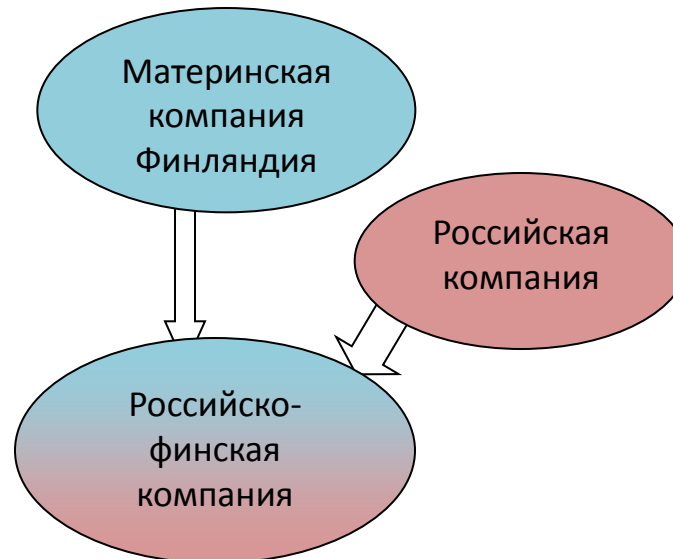 Материнская
компания
Финляндия
Российская
компания
Российско-
финская
компания